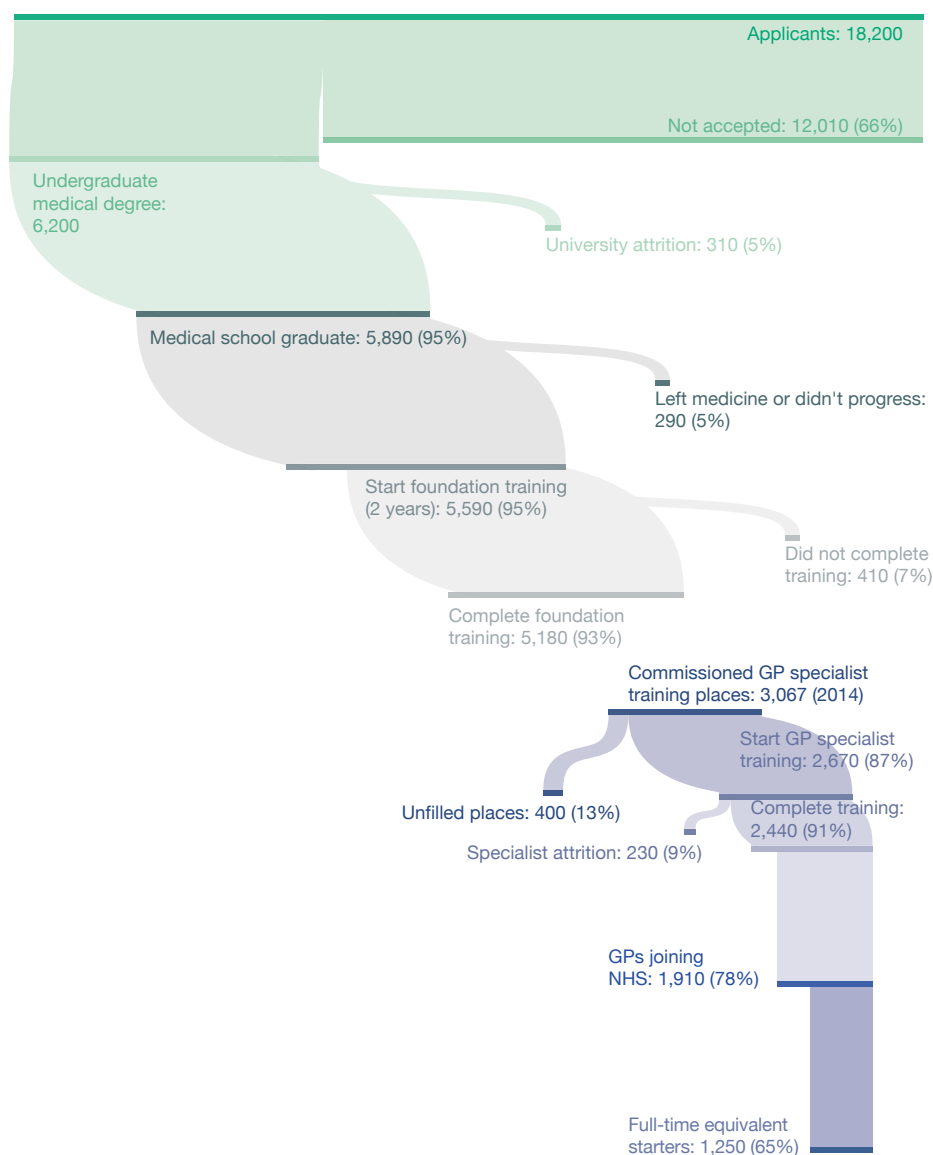 Applicants: 18,200
Not accepted: 12,010 (66%)
Undergraduate
medical degree:
6,200
University attrition: 310 (5%)
Medical school graduate: 5,890 (95%)
Left medicine or didn't progress:
290 (5%)
Start foundation training
(2 years): 5,590 (95%)
Did not complete
training: 410 (7%)
Complete foundation
training: 5,180 (93%)
Commissioned GP specialist
training places: 3,067 (2014)
Start GP specialist
training: 2,670 (87%)
Unfilled places: 400 (13%)
Complete training:
2,440 (91%)
Specialist attrition: 230 (9%)
GPs joining
NHS: 1,910 (78%)
Full-time equivalent
starters: 1,250 (65%)